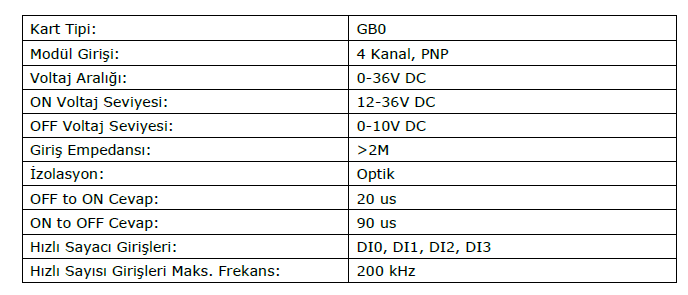 Kart Tipi: GB0
Modül Girişi: 4 Kanal, PNP
Voltaj Aralığı: 0-36V DC
ON Voltaj Seviyesi: 12-36V DC
OFF Voltaj Seviyesi: 0-10V DC
Giriş Empedansı: >2M
İzolasyon: Optik
OFF to ON Cevap: 20 us
ON to OFF Cevap: 90 us
Hızlı Sayacı Girişleri: DI0, DI1, DI2, DI3
Hızlı Sayısı Girişleri Maks. Frekans: 200 kHz